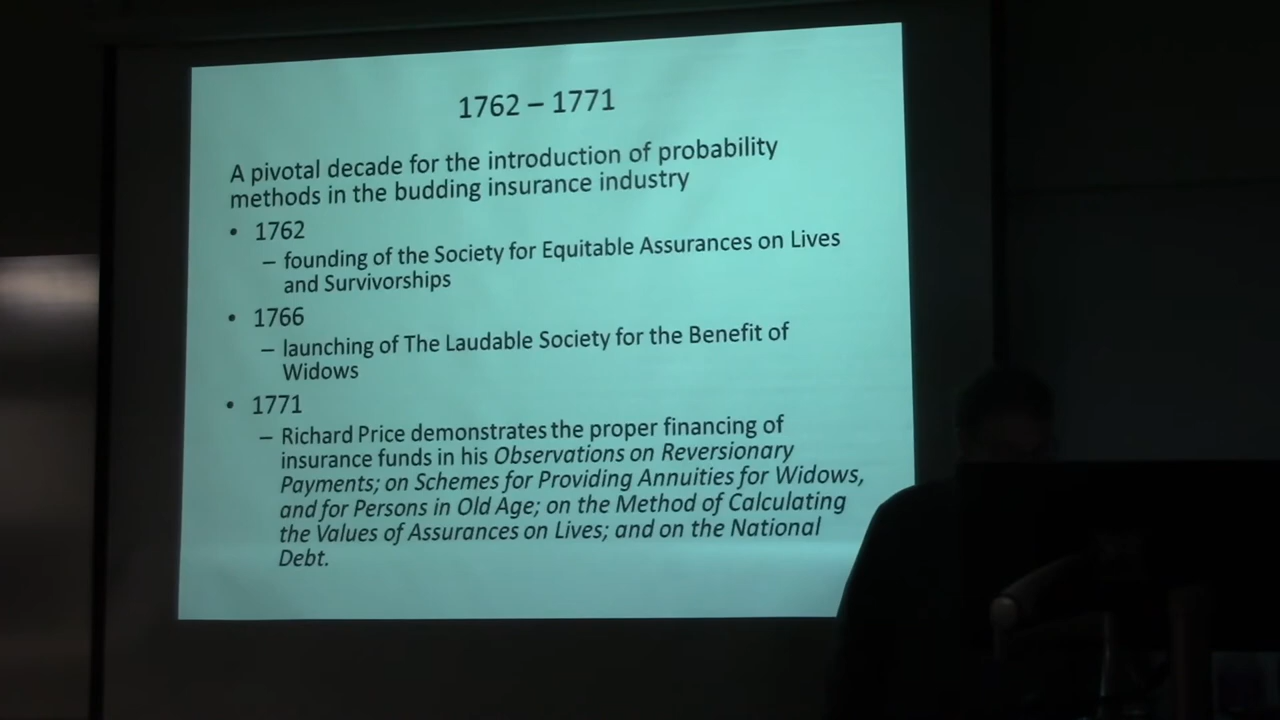 1762 – 1771
A pivotal decade for the introduction of probability
methods in the budding insurance industry
• 1762
– founding of the Society for Equitable Assurances on Lives
and Survivorships
• 1766
– launching of The Laudable Society for the Benefit of
Widows
• 1771
– Richard Price demonstrates the proper financing of
insurance funds in his Observations on Reversionary
Payments; on Schemes for Providing Annuities for Widows,
and for Persons in Old Age; on the Method of Calculating
the Values of Assurances on Lives; and on the National
Debt.